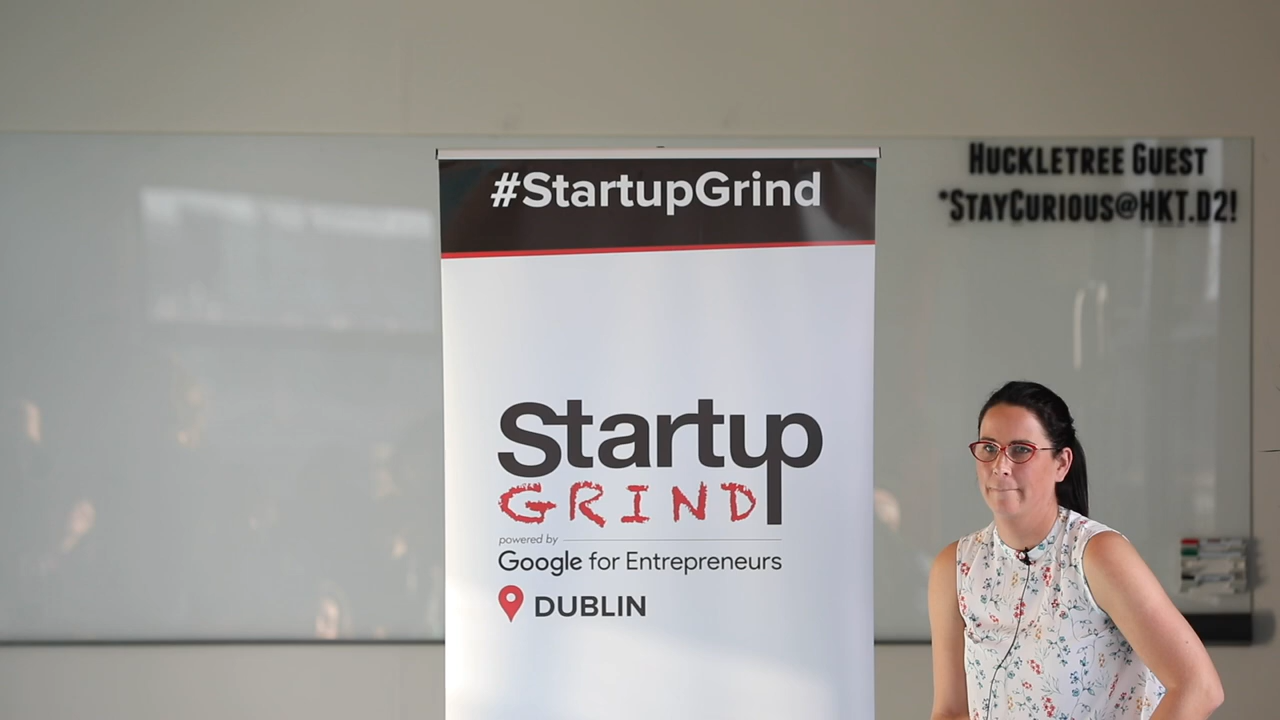 #StartupGrind
Startup
GRIND
powered by
Google for Entrepreneurs
DUBLIN
HUCKLETREE GUEST
*STAYCURIOUS@HKT.D2!